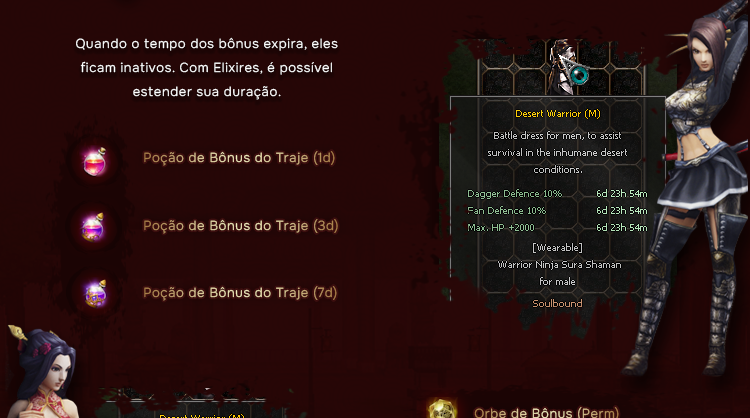 Quando o tempo dos bônus expira, eles
ficam inativos. Com Elixires, é possível
estender sua duração.
Poção de Bônus do Traje (1d)
Poção de Bônus do Traje (3d)
Poção de Bônus do Traje (7d)
Desert Warrior (M)
Battle dress for men, to assist
survival in the inhumane desert
conditions.
Dagger Defence 10% 6d 23h 54m
Fan Defence 10% 6d 23h 54m
Max. HP +2000 6d 23h 54m
[Wearable]
Warrior Ninja Sura Shaman
for male
Soulbound
Desert Warrior (M)
Orbe de Bônus (Perm)